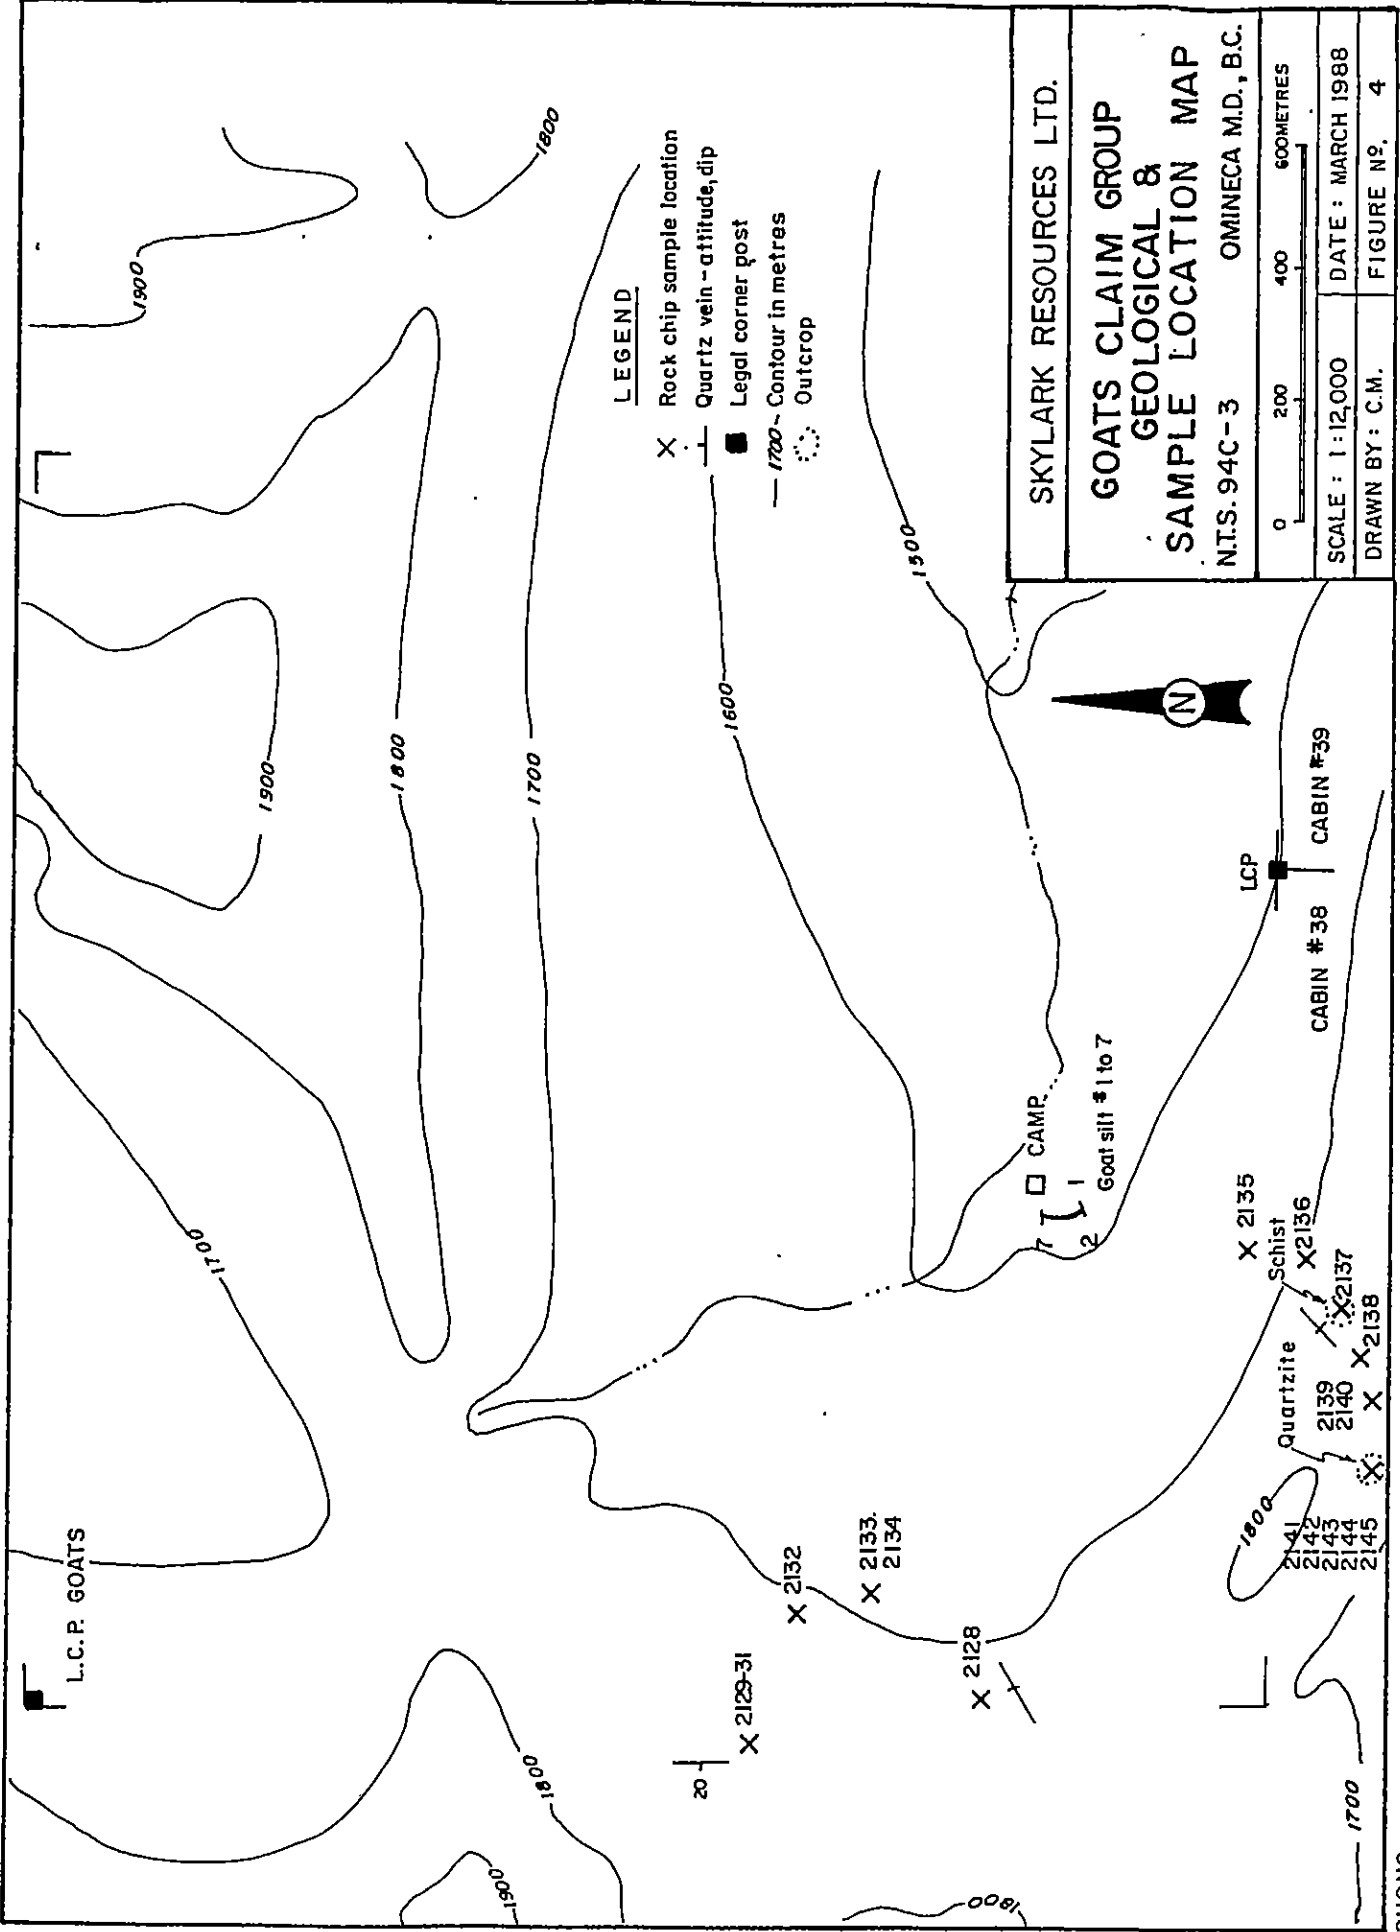 L.C.P. GOATS
1700
1900
1900
1800
1800
1800
1900
1700
1600
1500
1800
LEGEND
Rock chip sample location
Quartz vein - attitude, dip
Legal corner post
1700 Contour in metres
Outcrop
20
X 2129-31
X 2132
X 2133.
2134
X 2128
7
2
1
CAMP
Goat silt #1 to 7
LCP
CABIN #38
CABIN #39
N
X 2135
Schist
X 2136
X 2137
X 2138
Quartzite
2139
2140
X
X
1800
2141
2142
2143
2144
2145
1700
SKYLARK RESOURCES LTD.
GOATS CLAIM GROUP
GEOLOGICAL &
SAMPLE LOCATION MAP
N.T.S. 94C-3 OMINECA M.D., B.C.
0 200 400 600METRES
SCALE : 1:12,000 DATE : MARCH 1988
DRAWN BY : C.M. FIGURE Nº. 4